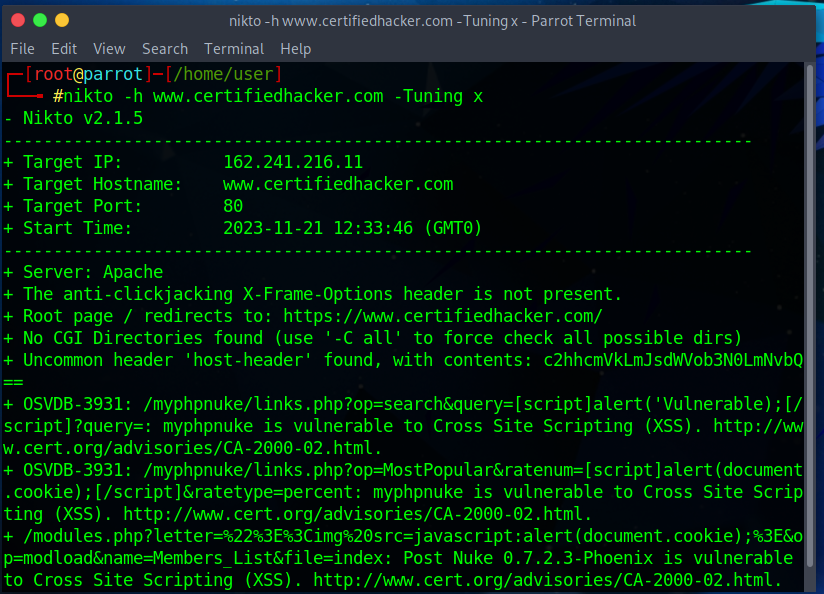 nikto -h www.certifiedhacker.com -Tuning x - Parrot Terminal
File Edit View Search Terminal Help
┌─[root@parrot]─[/home/user]
└──╼ #nikto -h www.certifiedhacker.com -Tuning x
- Nikto v2.1.5
---------------------------------------------------------------------------
+ Target IP:          162.241.216.11
+ Target Hostname:    www.certifiedhacker.com
+ Target Port:        80
+ Start Time:         2023-11-21 12:33:46 (GMT0)
---------------------------------------------------------------------------
+ Server: Apache
+ The anti-clickjacking X-Frame-Options header is not present.
+ Root page / redirects to: https://www.certifiedhacker.com/
+ No CGI Directories found (use '-C all' to force check all possible dirs)
+ Uncommon header 'host-header' found, with contents: c2hhcmVkLmJsdWVob3N0LmNvbQ
==
+ OSVDB-3931: /myphpnuke/links.php?op=search&query=[script]alert('Vulnerable);[/
script]?query=: myphpnuke is vulnerable to Cross Site Scripting (XSS). http://ww
w.cert.org/advisories/CA-2000-02.html.
+ OSVDB-3931: /myphpnuke/links.php?op=MostPopular&ratenum=[script]alert(document
.cookie);[/script]&ratetype=percent: myphpnuke is vulnerable to Cross Site Scrip
ting (XSS). http://www.cert.org/advisories/CA-2000-02.html.
+ /modules.php?letter=%22%3E%3Cimg%20src=javascript:alert(document.cookie);%3E&o
p=modload&name=Members_List&file=index: Post Nuke 0.7.2.3-Phoenix is vulnerable
to Cross Site Scripting (XSS). http://www.cert.org/advisories/CA-2000-02.html.